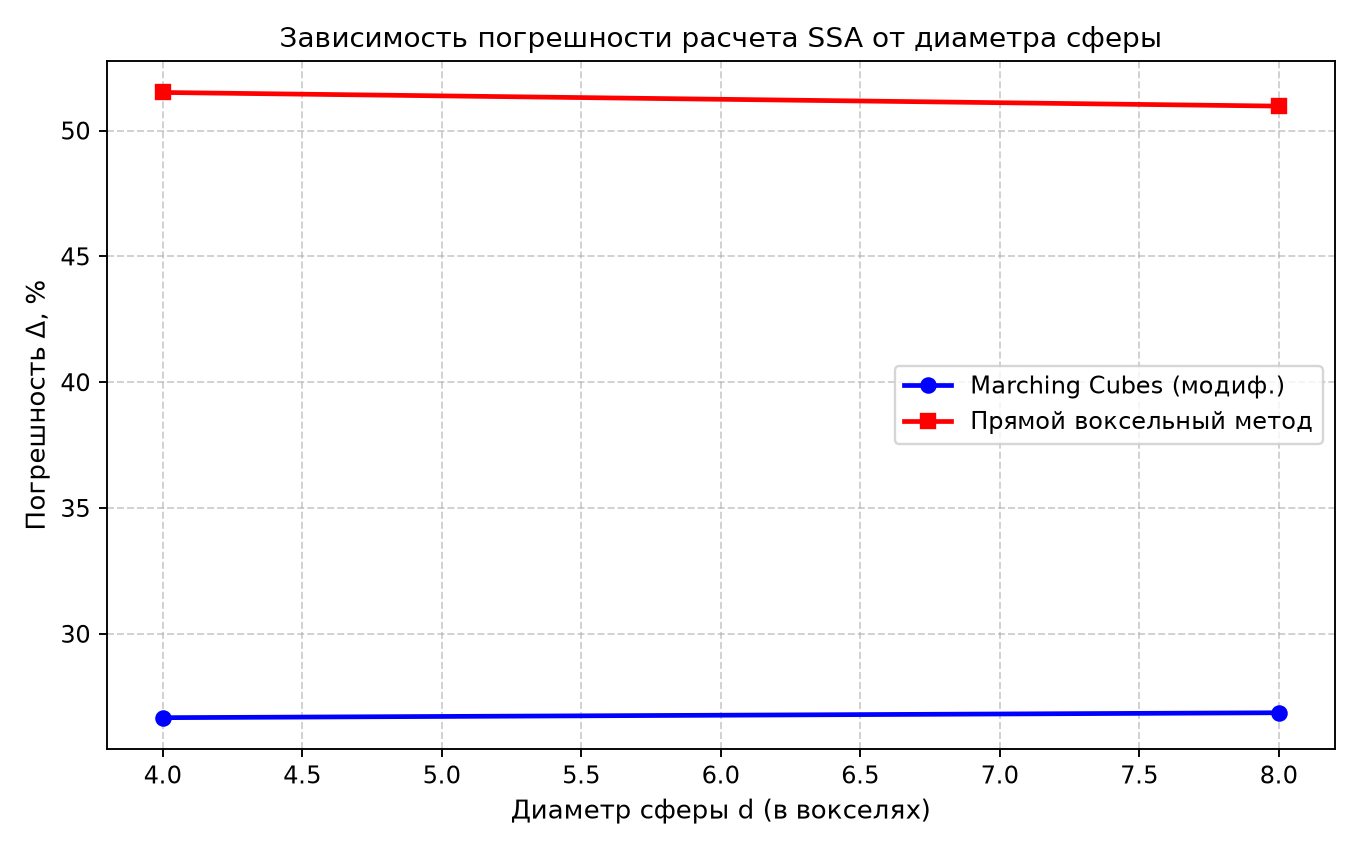 Зависимость погрешности расчета SSA от диаметра сферы
Погрешность Δ, %
50
45
40
35
30
Marching Cubes (модиф.)
Прямой воксельный метод
4.0 4.5 5.0 5.5 6.0 6.5 7.0 7.5 8.0
Диаметр сферы d (в вокселях)